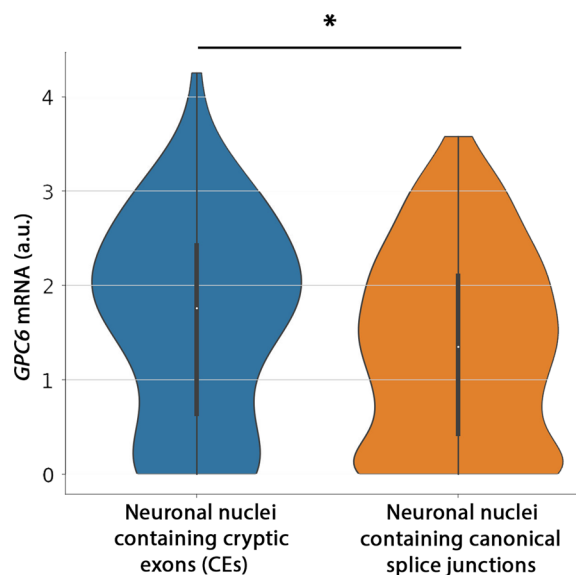 *
4
3
2
1
0
GPC6 mRNA (a.u.)
Neuronal nuclei
containing cryptic
exons (CEs)
Neuronal nuclei
containing canonical
splice junctions